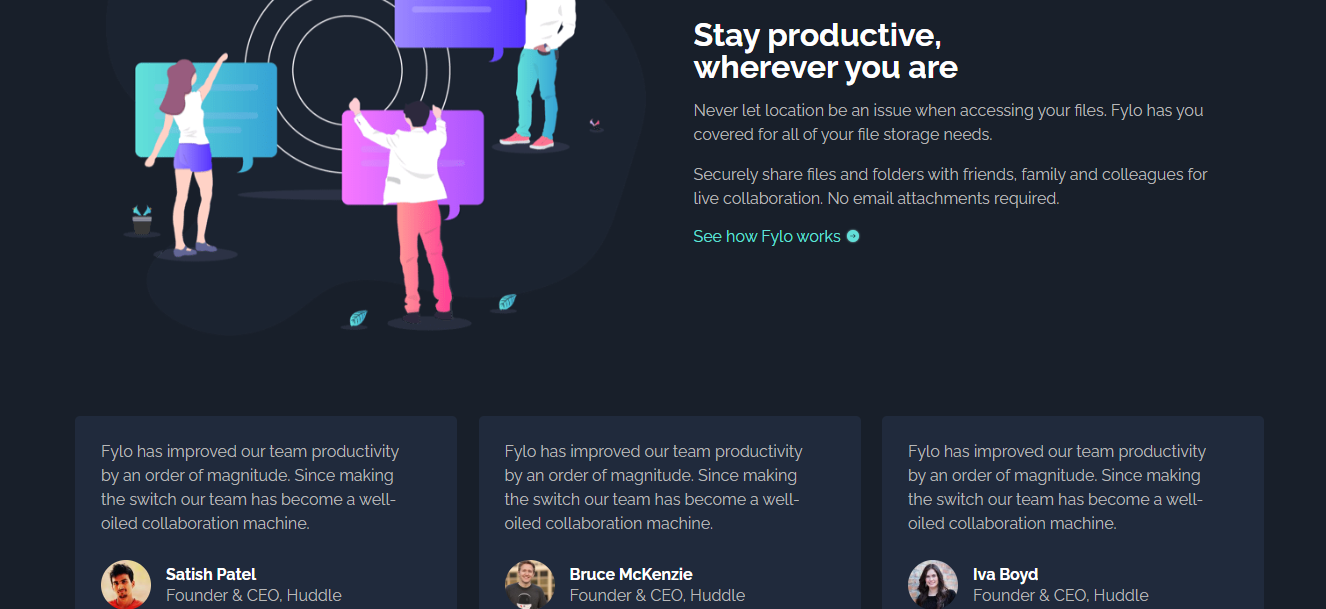 Stay productive,
wherever you are
Never let location be an issue when accessing your files. Fylo has you
covered for all of your file storage needs.
Securely share files and folders with friends, family and colleagues for
live collaboration. No email attachments required.
See how Fylo works
Fylo has improved our team productivity
by an order of magnitude. Since making
the switch our team has become a well-
oiled collaboration machine.
Satish Patel
Founder & CEO, Huddle
Fylo has improved our team productivity
by an order of magnitude. Since making
the switch our team has become a well-
oiled collaboration machine.
Bruce McKenzie
Founder & CEO, Huddle
Fylo has improved our team productivity
by an order of magnitude. Since making
the switch our team has become a well-
oiled collaboration machine.
Iva Boyd
Founder & CEO, Huddle